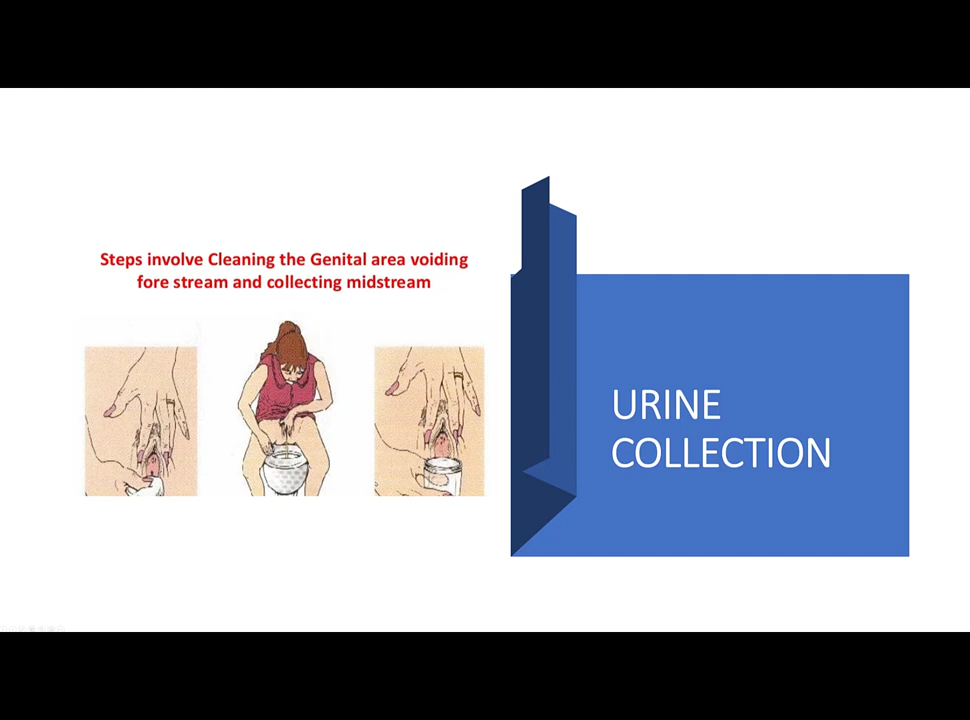 Steps involve Cleaning the Genital area voiding
fore stream and collecting midstream
URINE
COLLECTION